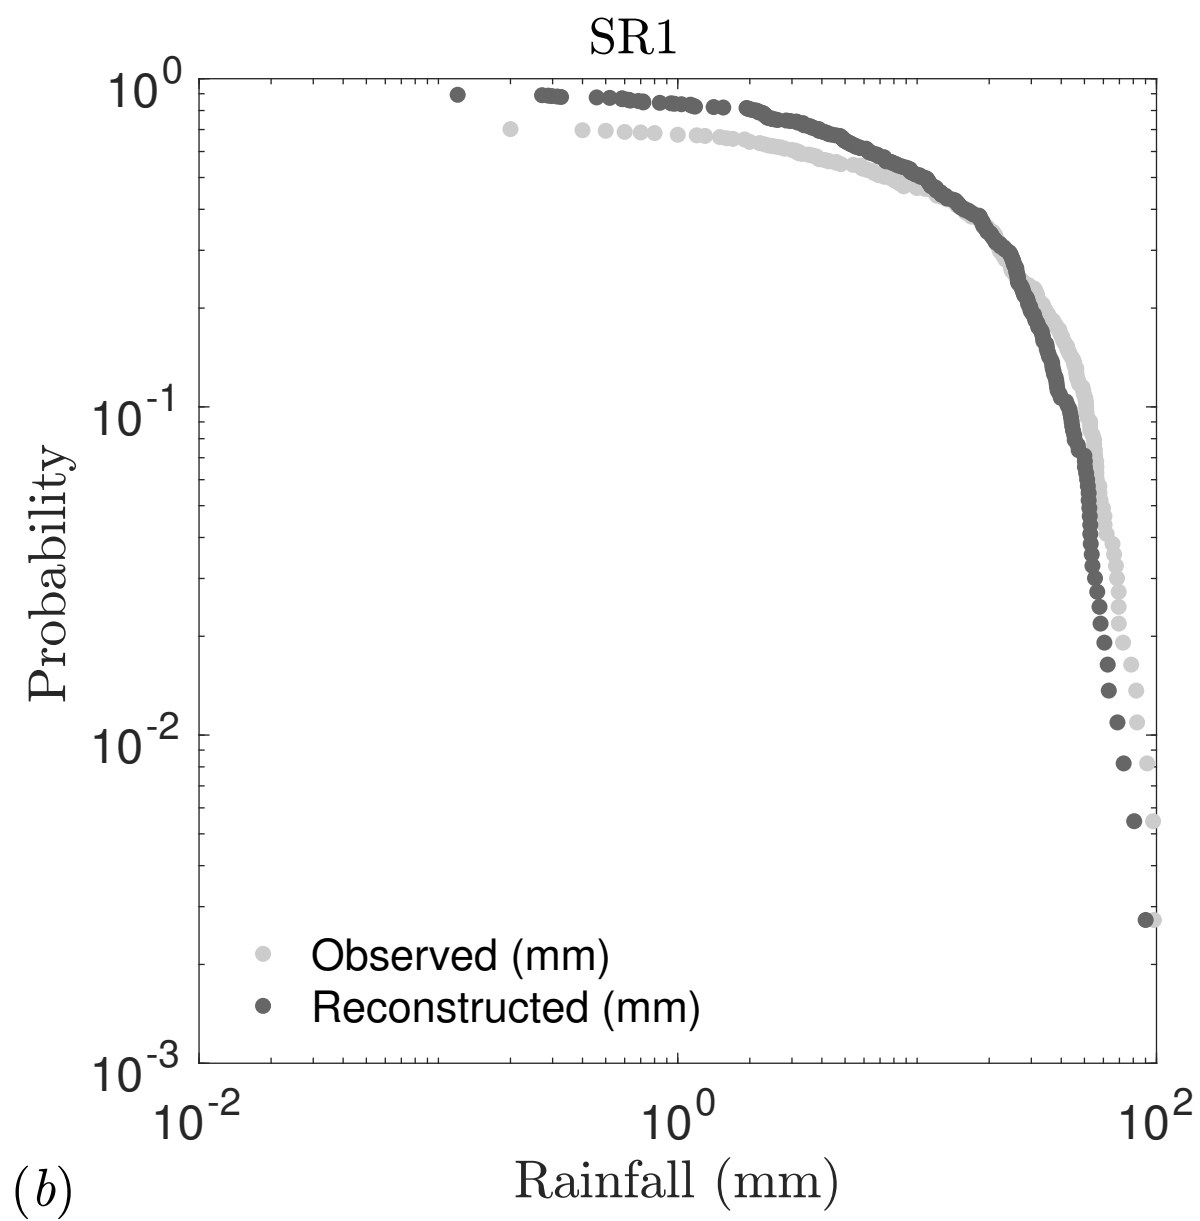 SR1
10^0
10^-1
10^-2
10^-3
Probability
Observed (mm)
Reconstructed (mm)
10^-2 10^0 10^2
Rainfall (mm)
(b)